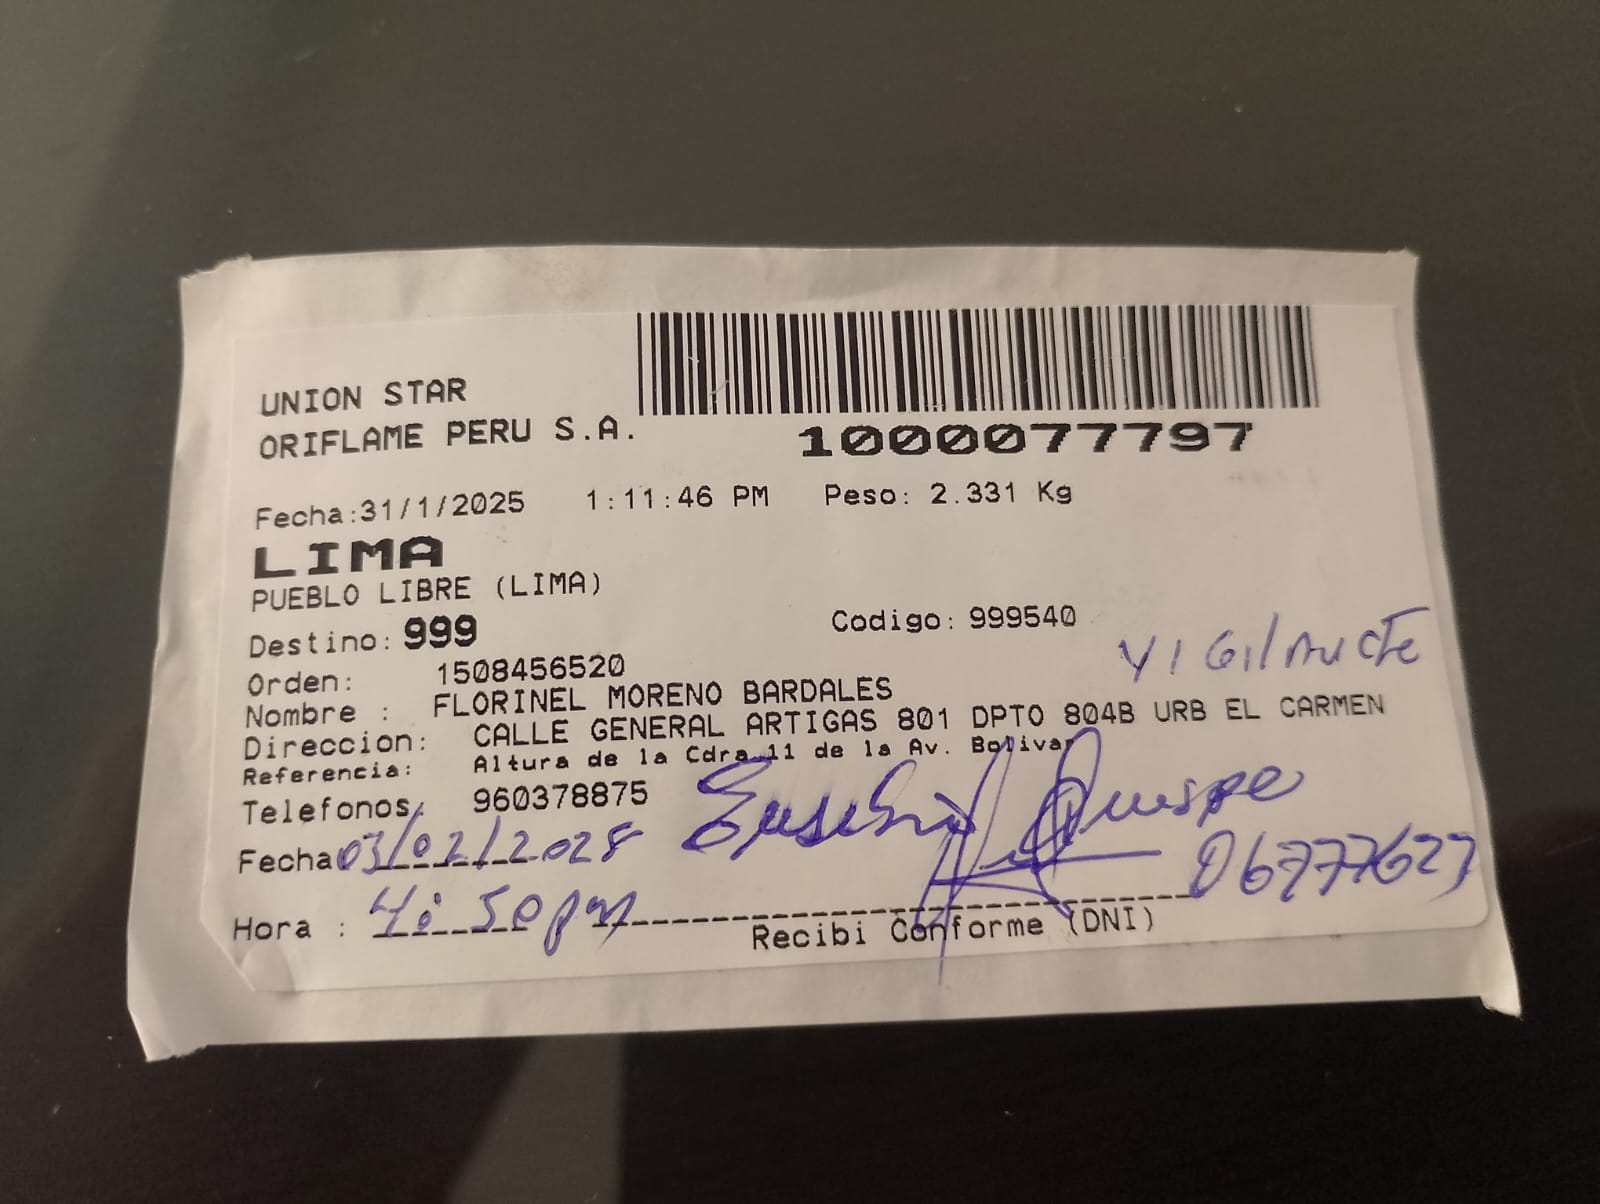 UNION STAR
ORIFLAME PERU S.A.
1000077797
Fecha:31/1/2025 1:11:46 PM Peso: 2.331 Kg
LIMA
PUEBLO LIBRE (LIMA)
Destino: 999 Codigo: 999540
Orden: 1508456520
VIGilAncTe
Nombre : FLORINEL MORENO BARDALES
Direccion: CALLE GENERAL ARTIGAS 801 DPTO 804B URB EL CARMEN
Referencia: Altura de la Cdra 11 de la Av. Bolivar
Telefonos: 960378875
Eusebio Quispe
Fecha 03/02/2025
06777627
Hora : 4:50pm
Recibi Conforme (DNI)